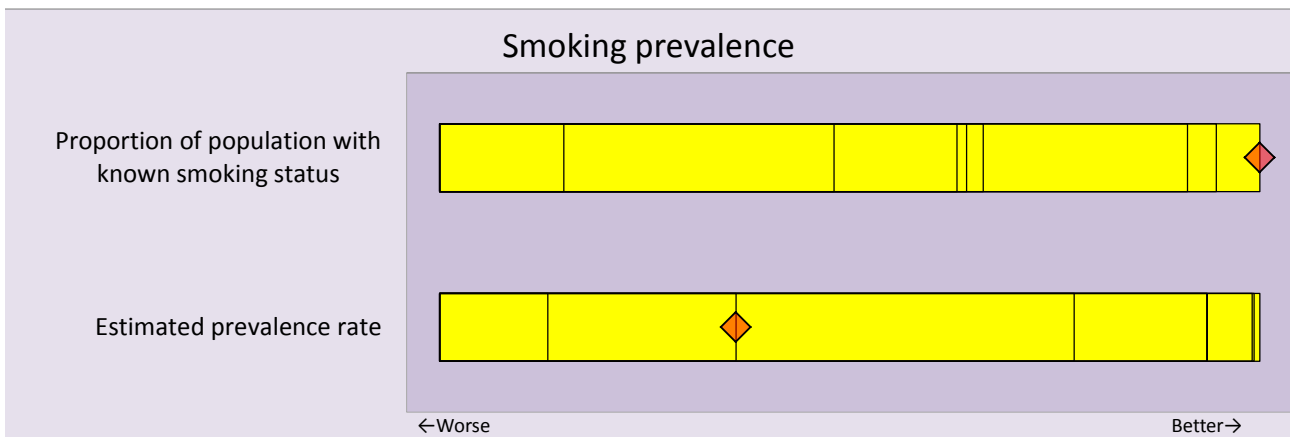 Smoking prevalence
Proportion of population with
known smoking status
Estimated prevalence rate
←Worse
Better→